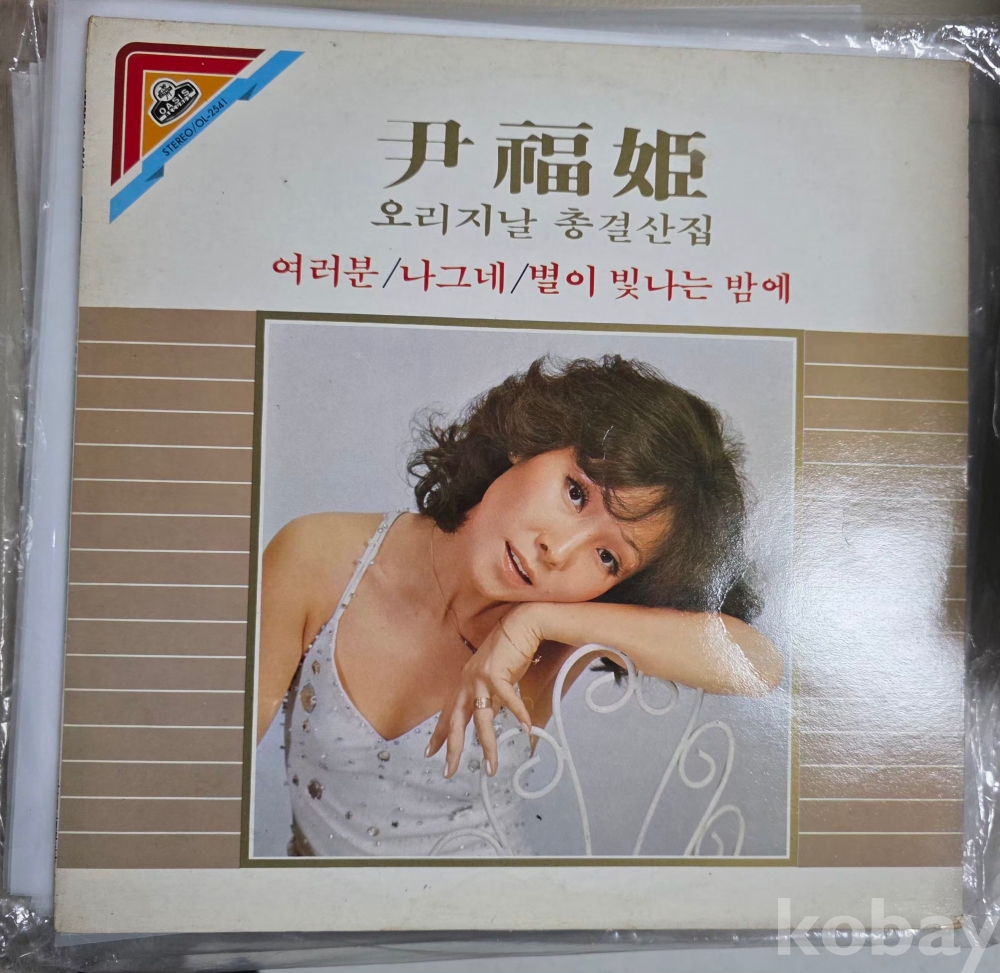 OASIS
STEREO/OL-2541
尹福姬
오리지날 총결산집
여러분/나그네/별이 빛나는 밤에
kobay